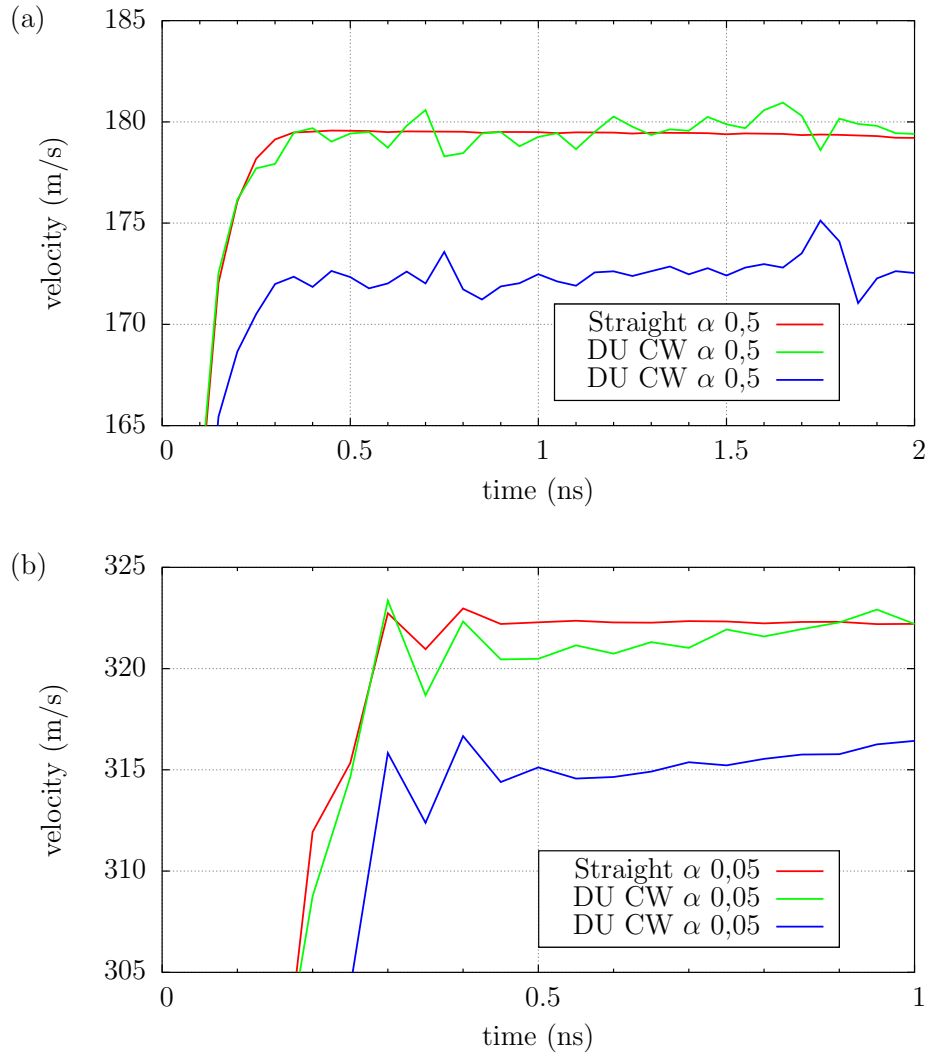 (a)
185
180
175
170
165
velocity (m/s)
Straight α 0,5
DU CW α 0,5
DU CW α 0,5
0 0.5 1 1.5 2
time (ns)
(b)
325
320
315
310
305
velocity (m/s)
Straight α 0,05
DU CW α 0,05
DU CW α 0,05
0 0.5 1
time (ns)